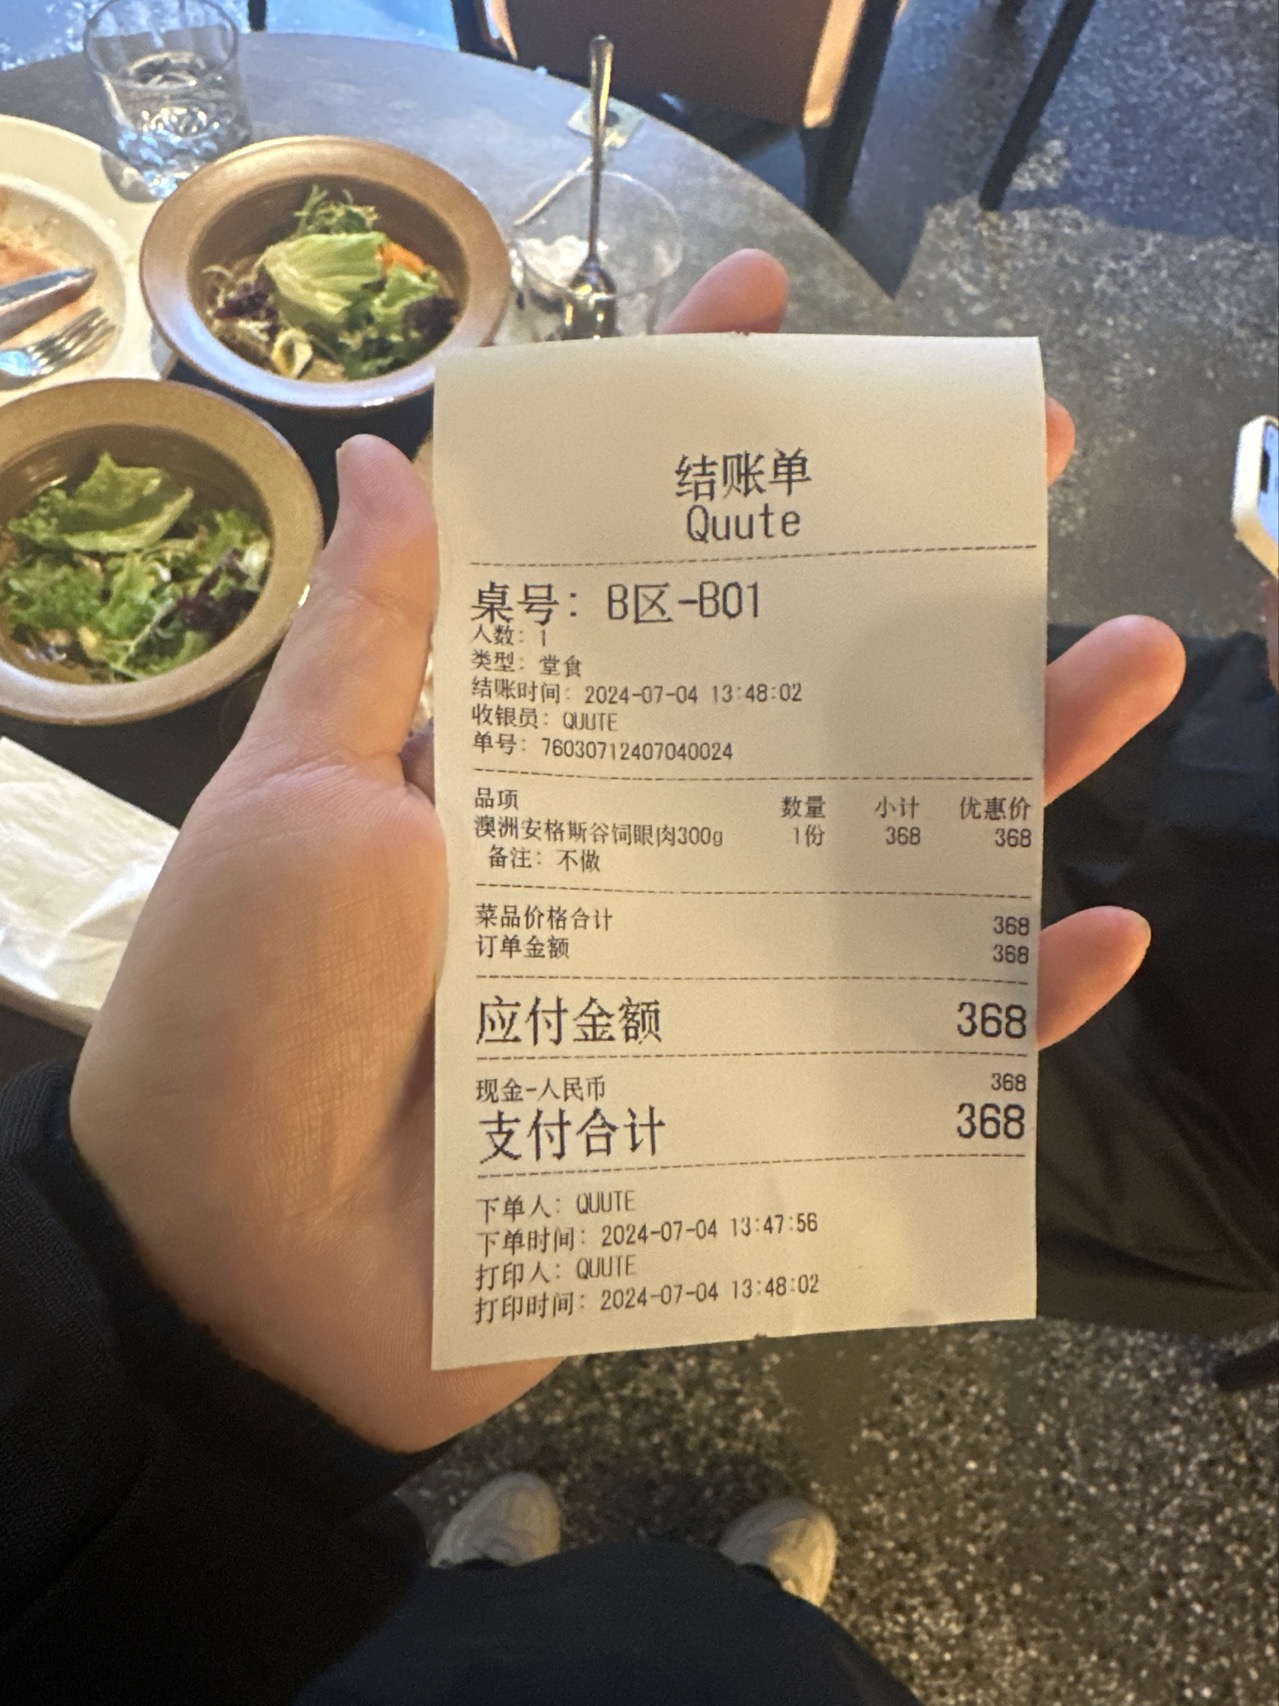 结账单
Quute
桌号: B区-B01
人数: 1
类型: 堂食
结账时间: 2024-07-04 13:48:02
收银员: QUUTE
单号: 76030712407040024
品项 数量 小计 优惠价
澳洲安格斯谷饲眼肉300g 1份 368 368
备注: 不做
菜品价格合计 368
订单金额 368
应付金额 368
现金-人民币 368
支付合计 368
下单人: QUUTE
下单时间: 2024-07-04 13:47:56
打印人: QUUTE
打印时间: 2024-07-04 13:48:02